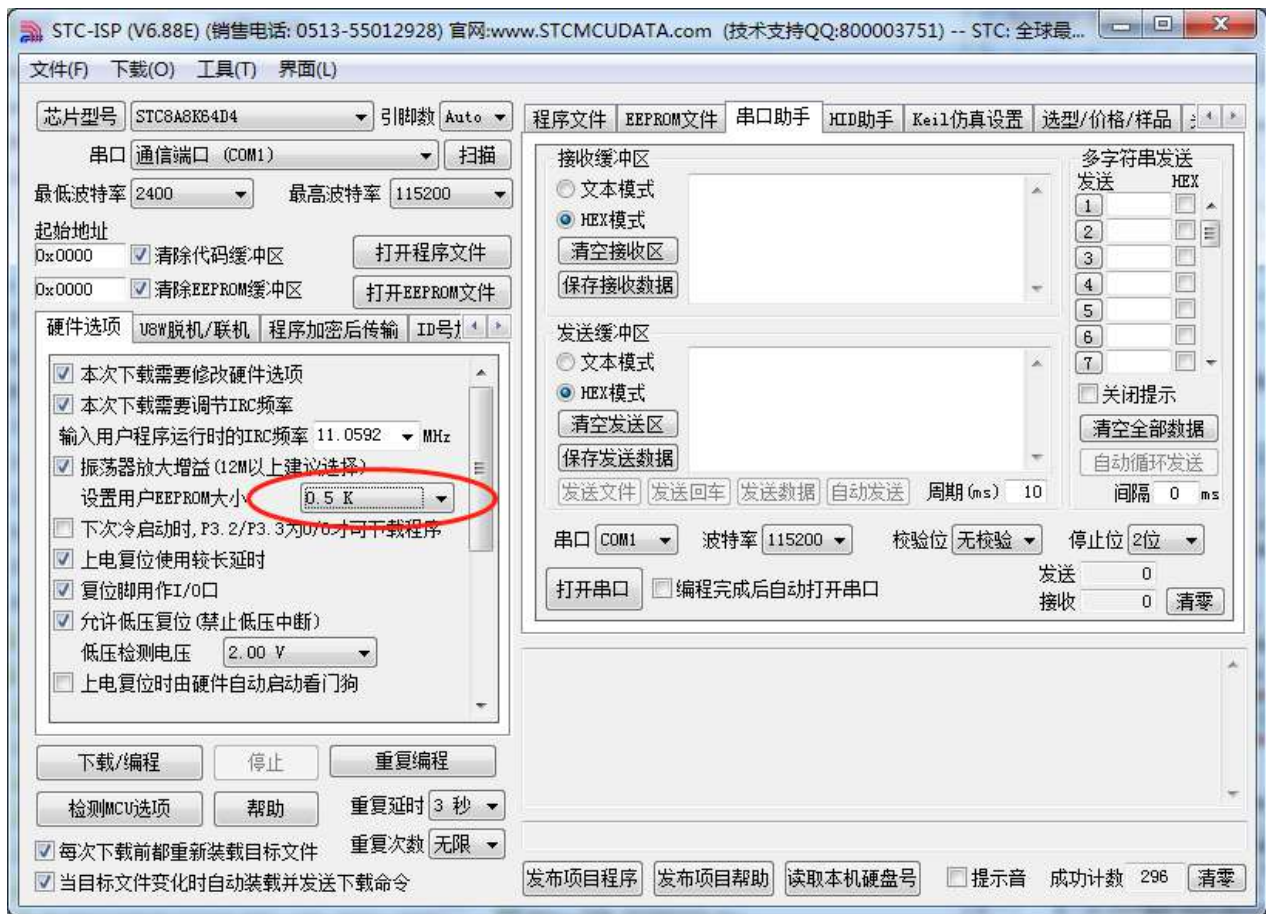 STC-ISP (V6.88E) (销售电话: 0513-55012928) 官网:www.STCMCUDATA.com (技术支持QQ:800003751) -- STC: 全球最...
文件(F) 下载(O) 工具(T) 界面(L)
芯片型号 STC8A8K64D4 引脚数 Auto
串口 通信端口 (COM1) 扫描
最低波特率 2400 最高波特率 115200
起始地址
0x0000 清除代码缓冲区 打开程序文件
0x0000 清除EEPROM缓冲区 打开EEPROM文件
硬件选项 U8W脱机/联机 程序加密后传输 ID号
本次下载需要修改硬件选项
本次下载需要调节IRC频率
输入用户程序运行时的IRC频率 11.0592 MHz
振荡器放大增益(12M以上建议选择)
设置用户EEPROM大小 0.5 K
下次冷启动时,P3.2/P3.3为0/0才可下载程序
上电复位使用较长延时
复位脚用作I/O口
允许低压复位(禁止低压中断)
低压检测电压 2.00 V
上电复位时由硬件自动启动看门狗
下载/编程 停止 重复编程
检测MCU选项 帮助 重复延时 3 秒
每次下载前都重新装载目标文件 重复次数 无限
当目标文件变化时自动装载并发送下载命令
程序文件 EEPROM文件 串口助手 HID助手 Keil仿真设置 选型/价格/样品
接收缓冲区
文本模式
HEX模式
清空接收区
保存接收数据
发送缓冲区
文本模式
HEX模式
清空发送区
保存发送数据
发送文件 发送回车 发送数据 自动发送 周期(ms) 10
多字符串发送
发送 HEX
1
2
3
4
5
6
7
关闭提示
清空全部数据
自动循环发送
间隔 0 ms
串口 COM1 波特率 115200 校验位 无校验 停止位 2位
打开串口 编程完成后自动打开串口
发送 0
接收 0 清零
发布项目程序 发布项目帮助 读取本机硬盘号 提示音 成功计数 296 清零